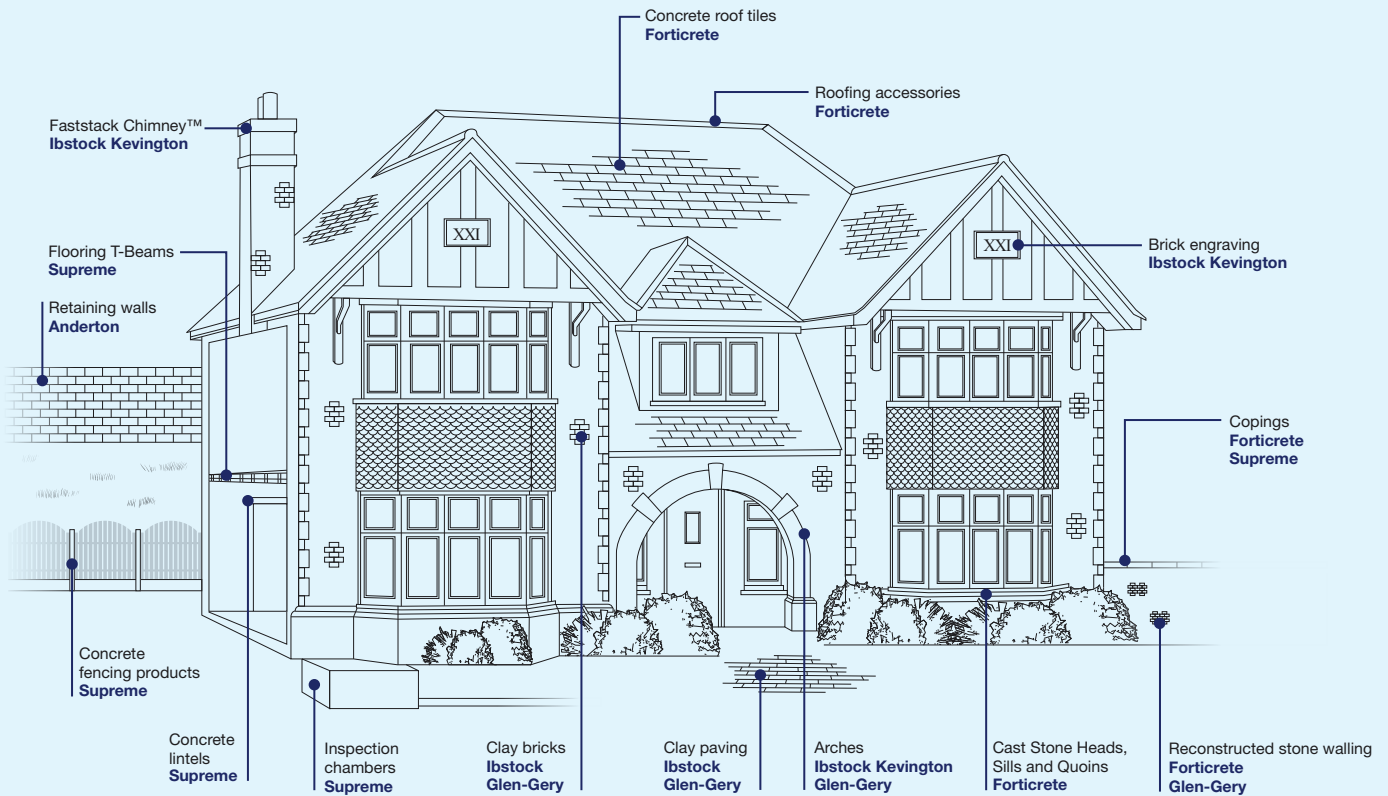 Concrete roof tiles
Forticrete
Roofing accessories
Forticrete
Faststack Chimney™
Ibstock Kevington
XXI
XXI
Brick engraving
Ibstock Kevington
Flooring T-Beams
Supreme
Retaining walls
Anderton
Copings
Forticrete
Supreme
Concrete
fencing products
Supreme
Concrete
lintels
Supreme
Inspection
chambers
Supreme
Clay bricks
Ibstock
Glen-Gery
Clay paving
Ibstock
Glen-Gery
Arches
Ibstock Kevington
Glen-Gery
Cast Stone Heads,
Sills and Quoins
Forticrete
Reconstructed stone walling
Forticrete
Glen-Gery